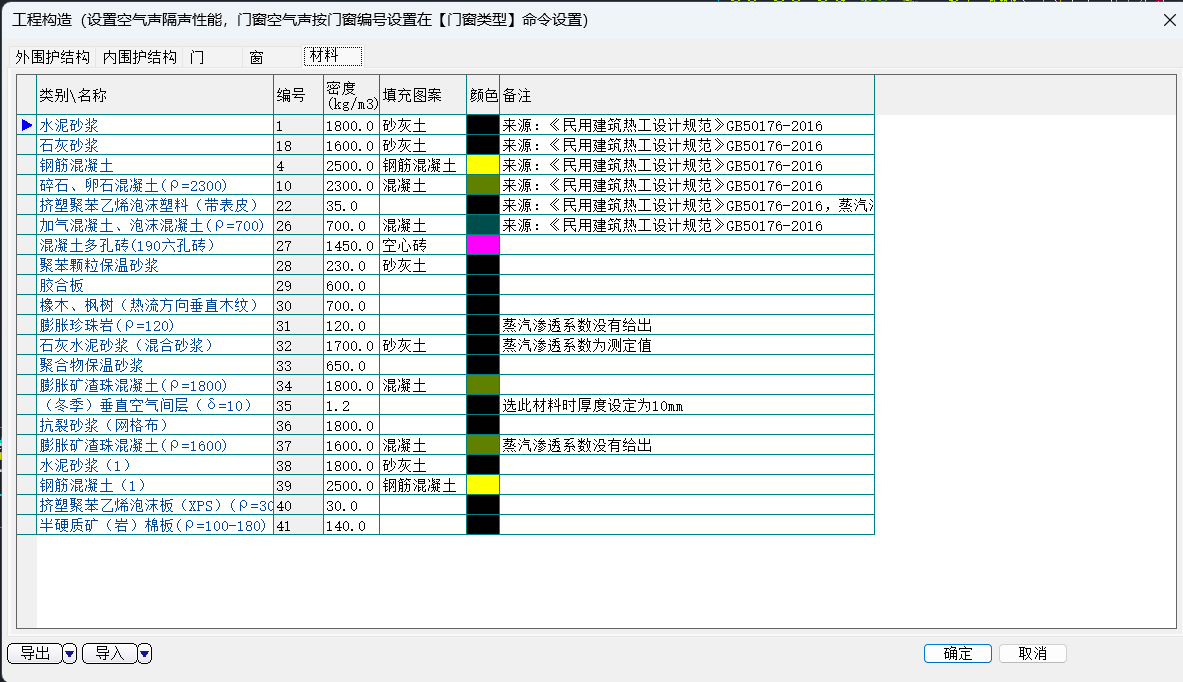 工程构造（设置空气声隔声性能，门窗空气声按门窗编号设置在【门窗类型】命令设置）
外围护结构 内围护结构 门 窗 材料
类别\名称 编号 密度(kg/m3) 填充图案 颜色 备注
水泥砂浆 1 1800.0 砂灰土 来源:《民用建筑热工设计规范》GB50176-2016
石灰砂浆 18 1600.0 砂灰土 来源:《民用建筑热工设计规范》GB50176-2016
钢筋混凝土 4 2500.0 钢筋混凝土 来源:《民用建筑热工设计规范》GB50176-2016
碎石、卵石混凝土(ρ=2300) 10 2300.0 混凝土 来源:《民用建筑热工设计规范》GB50176-2016
挤塑聚苯乙烯泡沫塑料（带表皮） 22 35.0 来源:《民用建筑热工设计规范》GB50176-2016，蒸汽
加气混凝土、泡沫混凝土(ρ=700) 26 700.0 混凝土 来源:《民用建筑热工设计规范》GB50176-2016
混凝土多孔砖(190六孔砖) 27 1450.0 空心砖
聚苯颗粒保温砂浆 28 230.0 砂灰土
胶合板 29 600.0
橡木、枫树（热流方向垂直木纹） 30 700.0
膨胀珍珠岩(ρ=120) 31 120.0 蒸汽渗透系数没有给出
石灰水泥砂浆（混合砂浆） 32 1700.0 砂灰土 蒸汽渗透系数为测定值
聚合物保温砂浆 33 650.0
膨胀矿渣珠混凝土(ρ=1800) 34 1800.0 混凝土
（冬季）垂直空气间层（δ=10） 35 1.2 选此材料时厚度设定为10mm
抗裂砂浆（网格布） 36 1800.0
膨胀矿渣珠混凝土(ρ=1600) 37 1600.0 混凝土 蒸汽渗透系数没有给出
水泥砂浆（1） 38 1800.0 砂灰土
钢筋混凝土（1） 39 2500.0 钢筋混凝土
挤塑聚苯乙烯泡沫板（XPS）(ρ=30 40 30.0
半硬质矿（岩）棉板(ρ=100-180) 41 140.0
导出 导入 确定 取消